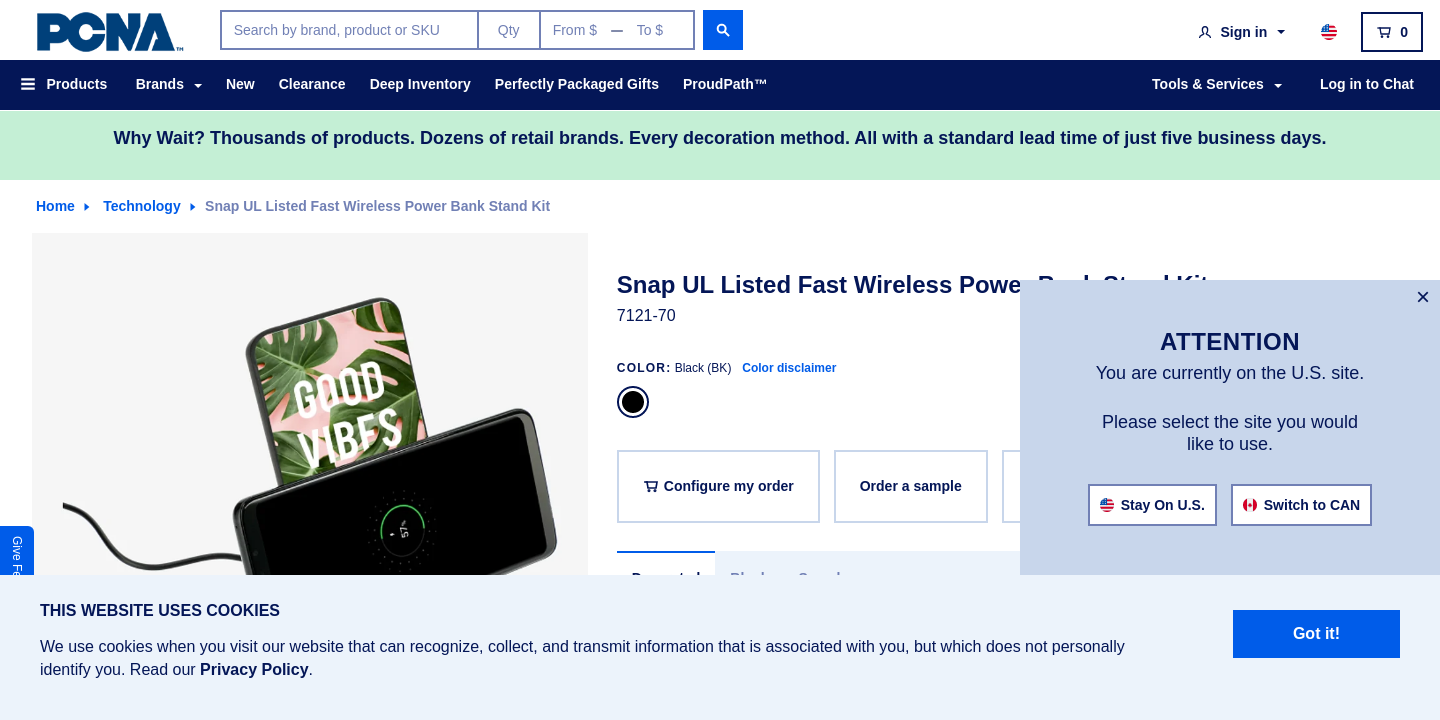 PCNA™
Search by brand, product or SKU
Qty
From $ — To $
Sign in
0
Products
Brands
New
Clearance
Deep Inventory
Perfectly Packaged Gifts
ProudPath™
Tools & Services
Log in to Chat
Why Wait? Thousands of products. Dozens of retail brands. Every decoration method. All with a standard lead time of just five business days.
Home
Technology
Snap UL Listed Fast Wireless Power Bank Stand Kit
GOOD
VIBES
57%
Snap UL Listed Fast Wireless Power Bank Stand Kit
7121-70
COLOR: Black (BK) Color disclaimer
Configure my order
Order a sample
×
ATTENTION
You are currently on the U.S. site.
Please select the site you would
like to use.
Stay On U.S.
Switch to CAN
Give
THIS WEBSITE USES COOKIES
We use cookies when you visit our website that can recognize, collect, and transmit information that is associated with you, but which does not personally
identify you. Read our Privacy Policy.
Got it!